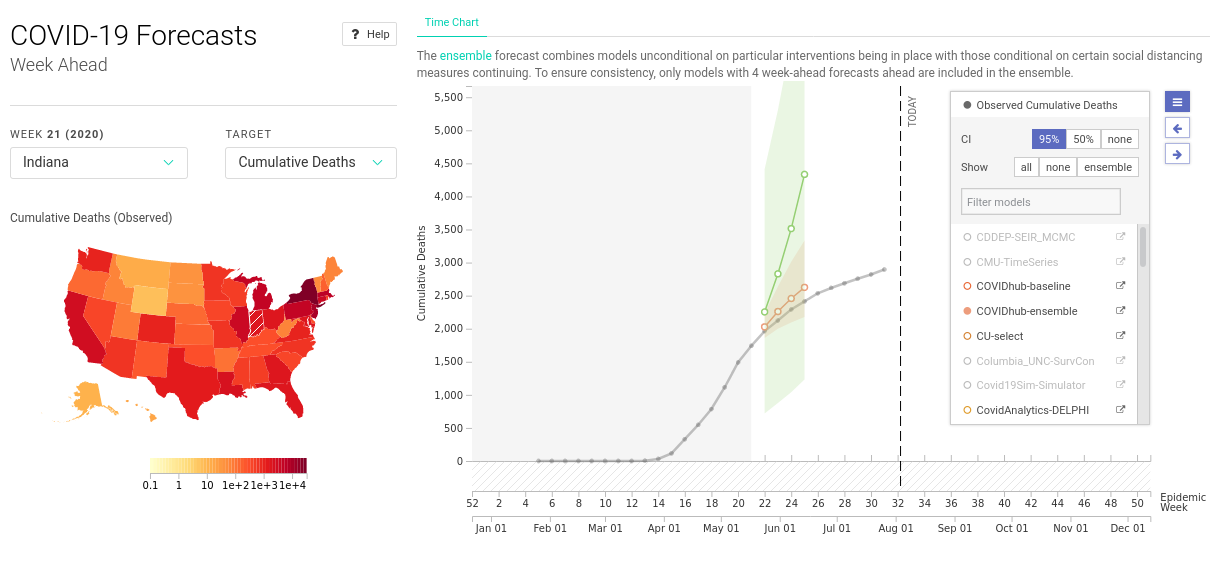 COVID-19 Forecasts
Week Ahead
Help
WEEK 21 (2020)
TARGET
Indiana
Cumulative Deaths
Cumulative Deaths (Observed)
0.1 1 10 1e+2 1e+3 1e+4
Time Chart
The ensemble forecast combines models unconditional on particular interventions being in place with those conditional on certain social distancing
measures continuing. To ensure consistency, only models with 4 week-ahead forecasts ahead are included in the ensemble.
Cumulative Deaths
5,500
5,000
4,500
4,000
3,500
3,000
2,500
2,000
1,500
1,000
500
0
TODAY
52 2 4 6 8 10 12 14 16 18 20 22 24 26 28 30 32 34 36 38 40 42 44 46 48 50
Epidemic
Week
Jan 01 Feb 01 Mar 01 Apr 01 May 01 Jun 01 Jul 01 Aug 01 Sep 01 Oct 01 Nov 01 Dec 01
Observed Cumulative Deaths
CI 95% 50% none
Show all none ensemble
Filter models
CDDEP-SEIR_MCMC
CMU-TimeSeries
COVIDhub-baseline
COVIDhub-ensemble
CU-select
Columbia_UNC-SurvCon
Covid19Sim-Simulator
CovidAnalytics-DELPHI